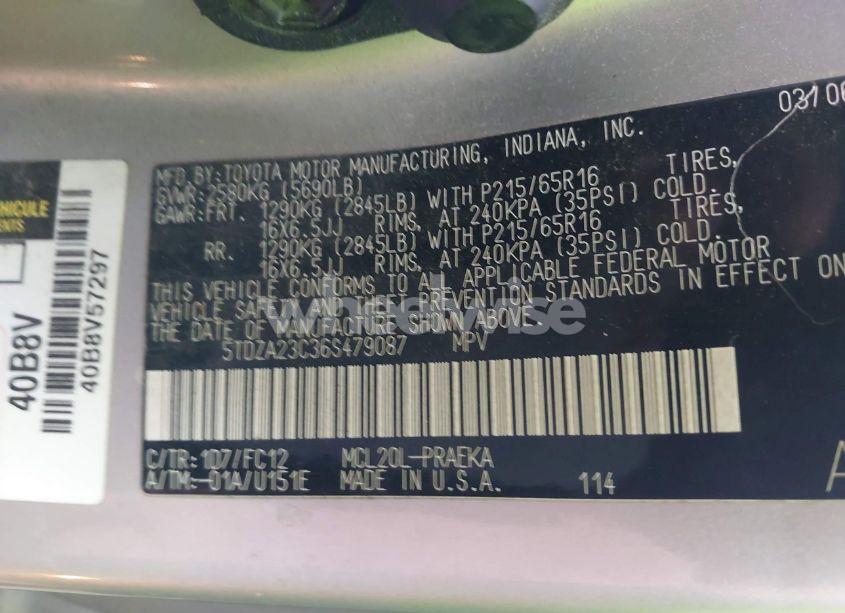 03/06
MFD. BY: TOYOTA MOTOR MANUFACTURING, INDIANA, INC.
GVWR: 2580KG (5690LB)
GAWR: FRT. 1290KG (2845LB) WITH P215/65R16 TIRES,
16X6.5JJ RIMS, AT 240KPA (35PSI) COLD.
RR. 1290KG (2845LB) WITH P215/65R16 TIRES,
16X6.5JJ RIMS, AT 240KPA (35PSI) COLD.
THIS VEHICLE CONFORMS TO ALL APPLICABLE FEDERAL MOTOR
VEHICLE SAFETY AND THEFT PREVENTION STANDARDS IN EFFECT ON
THE DATE OF MANUFACTURE SHOWN ABOVE.
5TDZA23C36S479087 MPV
C/TR: 1D7/FC12 MCL20L-PRAEKA
A/TM: -01A/U151E MADE IN U.S.A. 114
A
HICULE
ENTS
40B8V
40B8V57297
wheelwise